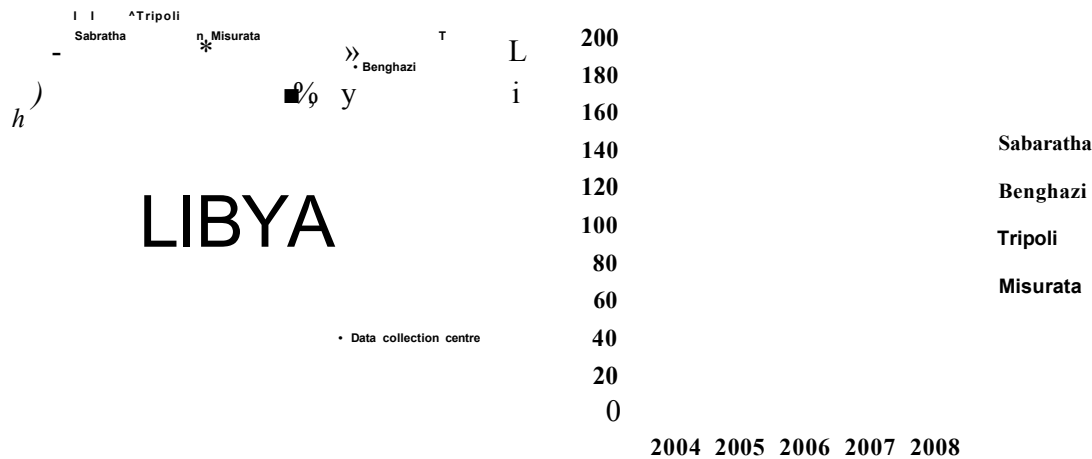 I I ^Tripoli
Sabratha n Misurata T
- * » L
• Benghazi
) ■%, y i
h
LIBYA
• Data collection centre
200
180
160
140
120
100
80
60
40
20
0
2004 2005 2006 2007 2008
Sabaratha
Benghazi
Tripoli
Misurata